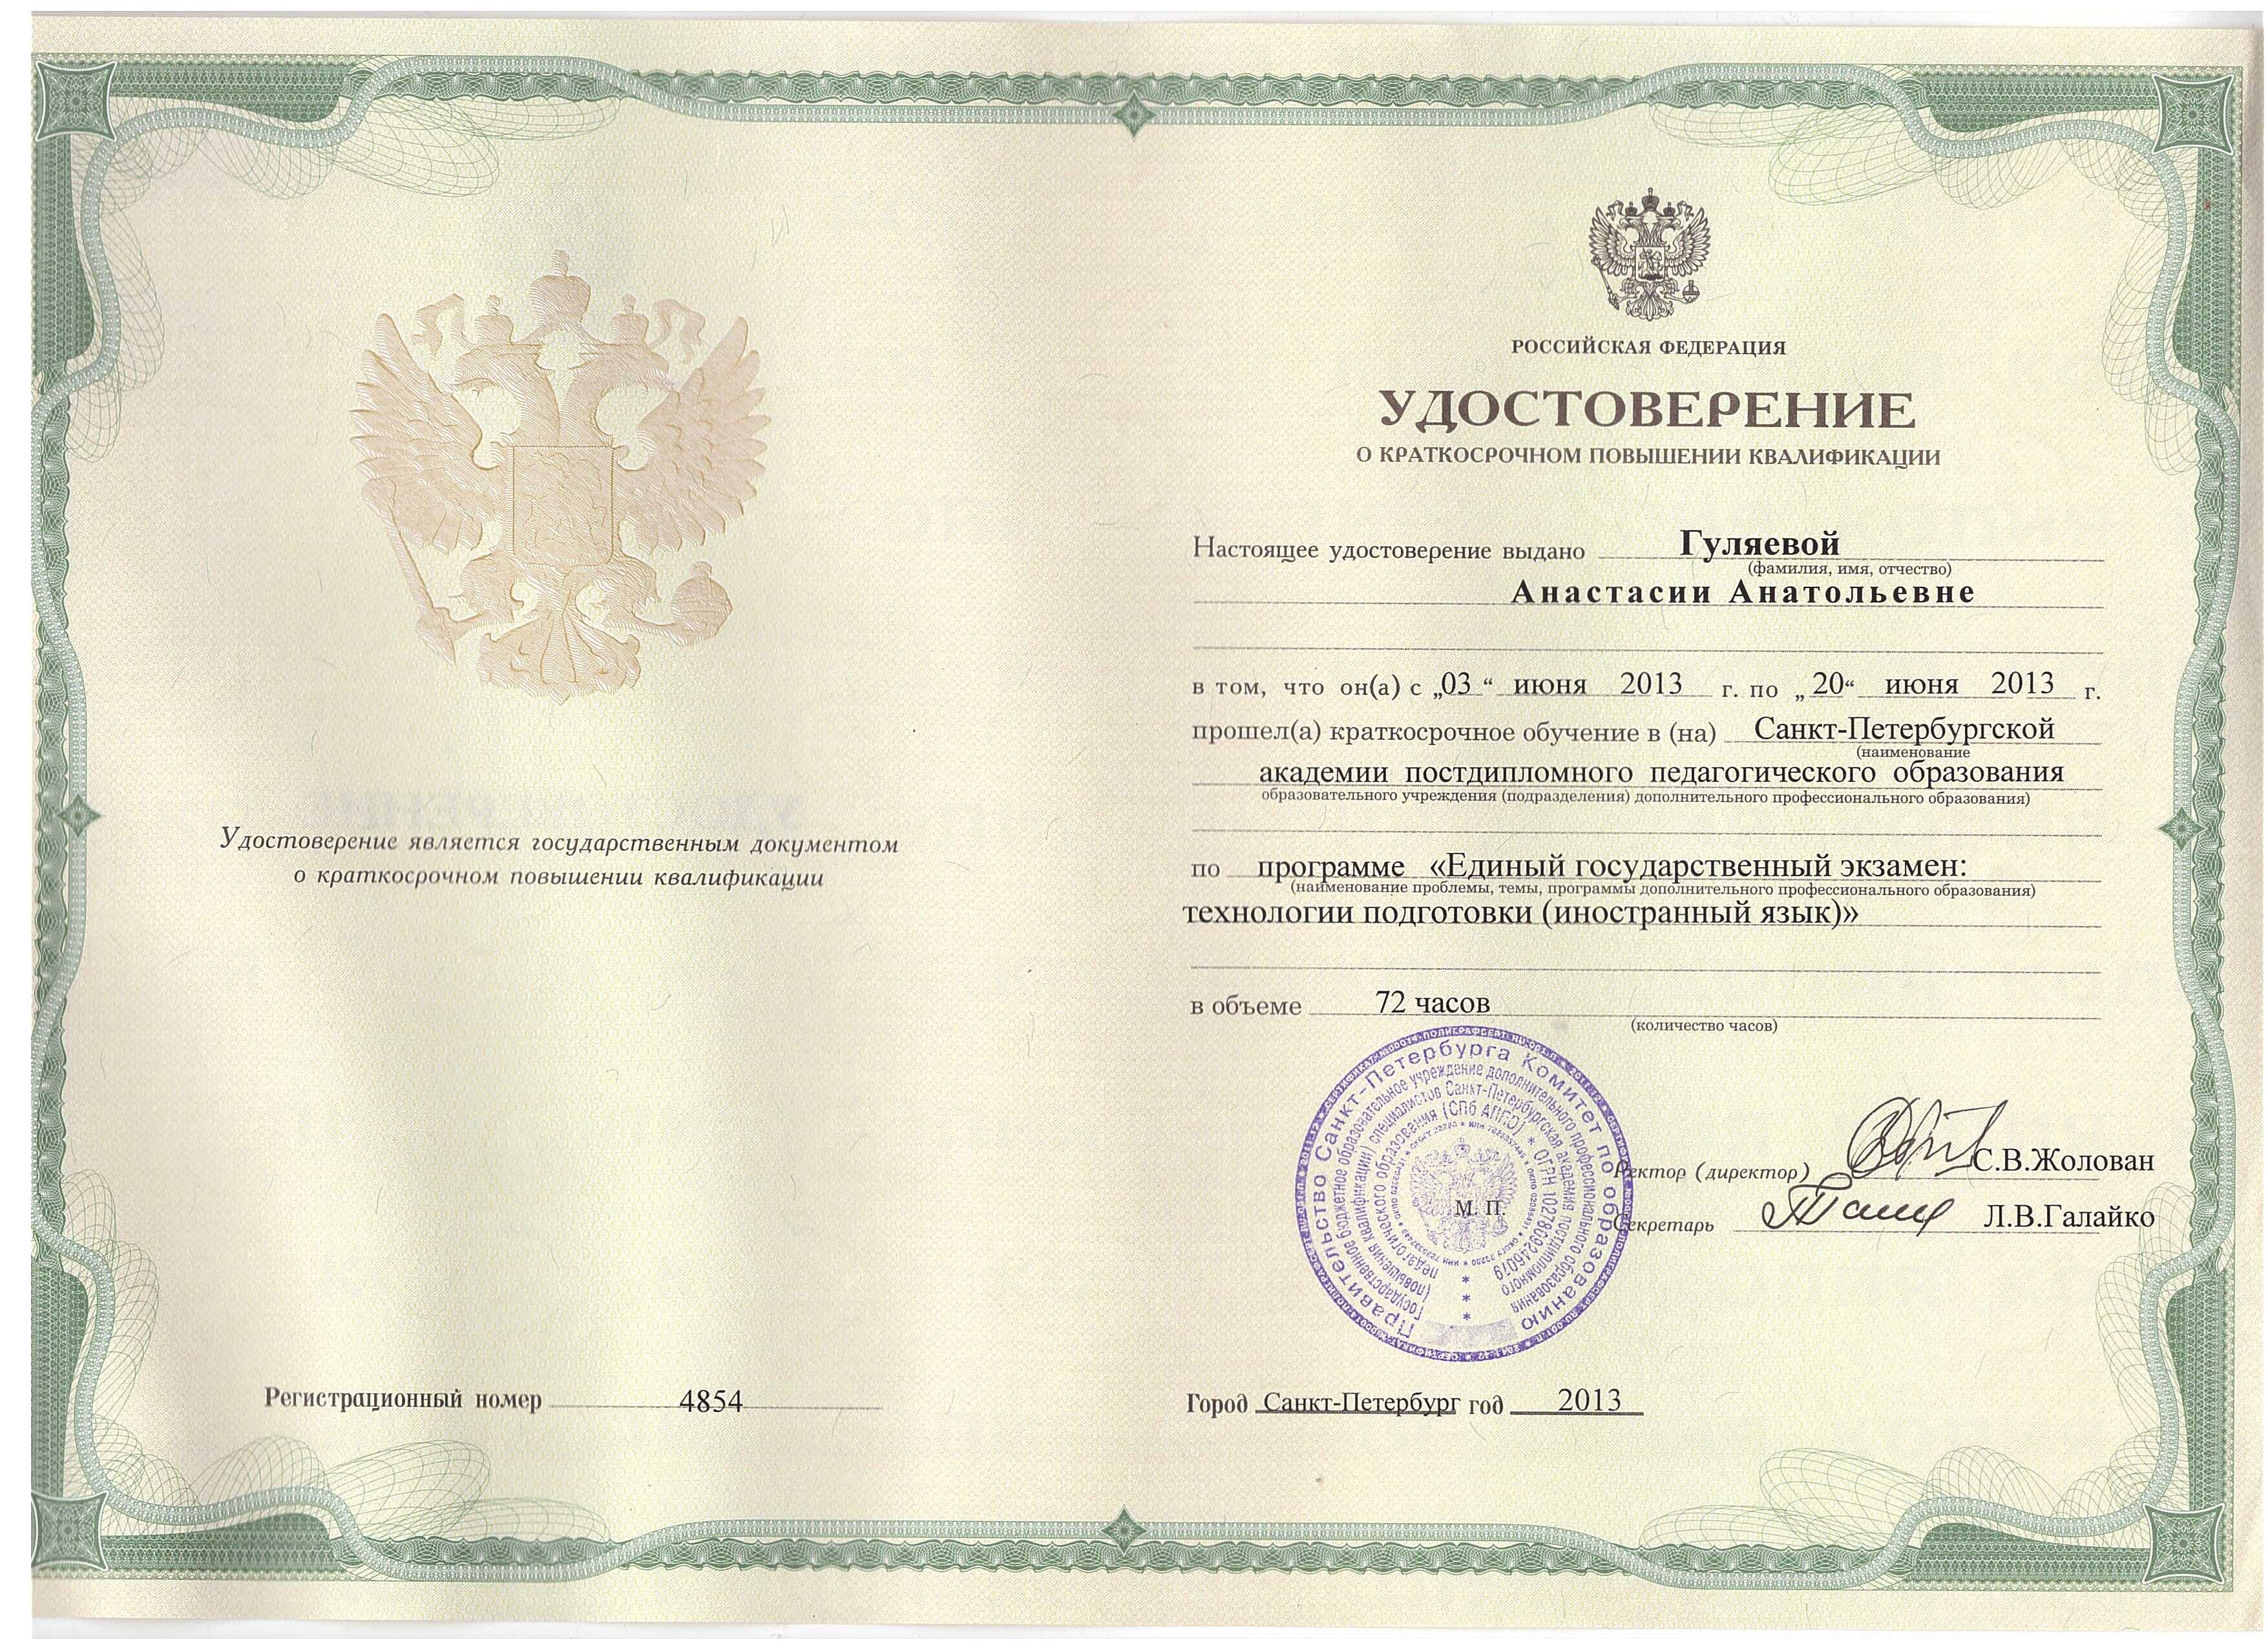 Удостоверение является государственным документом
о краткосрочном повышении квалификации
Регистрационный номер 4854
РОССИЙСКАЯ ФЕДЕРАЦИЯ
УДОСТОВЕРЕНИЕ
О КРАТКОСРОЧНОМ ПОВЫШЕНИИ КВАЛИФИКАЦИИ
Настоящее удостоверение выдано Гуляевой
(фамилия, имя, отчество)
Анастасии Анатольевне
в том, что он(а) с „03“ июня 2013 г. по „20“ июня 2013 г.
прошел(а) краткосрочное обучение в (на) Санкт-Петербургской
(наименование
академии постдипломного педагогического образования
образовательного учреждения (подразделения) дополнительного профессионального образования)
по программе «Единый государственный экзамен:
(наименование проблемы, темы, программы дополнительного профессионального образования)
технологии подготовки (иностранный язык)»
в объеме 72 часов
(количество часов)
Правительство Санкт-Петербурга Комитет по образованию
Государственное бюджетное образовательное учреждение дополнительного профессионального образования
(повышения квалификации) специалистов Санкт-Петербургская академия постдипломного
педагогического образования (СПб АППО) * ОГРН 1027809246079
М. П.
Ректор (директор) С.В.Жолован
Секретарь Л.В.Галайко
Город Санкт-Петербург год 2013